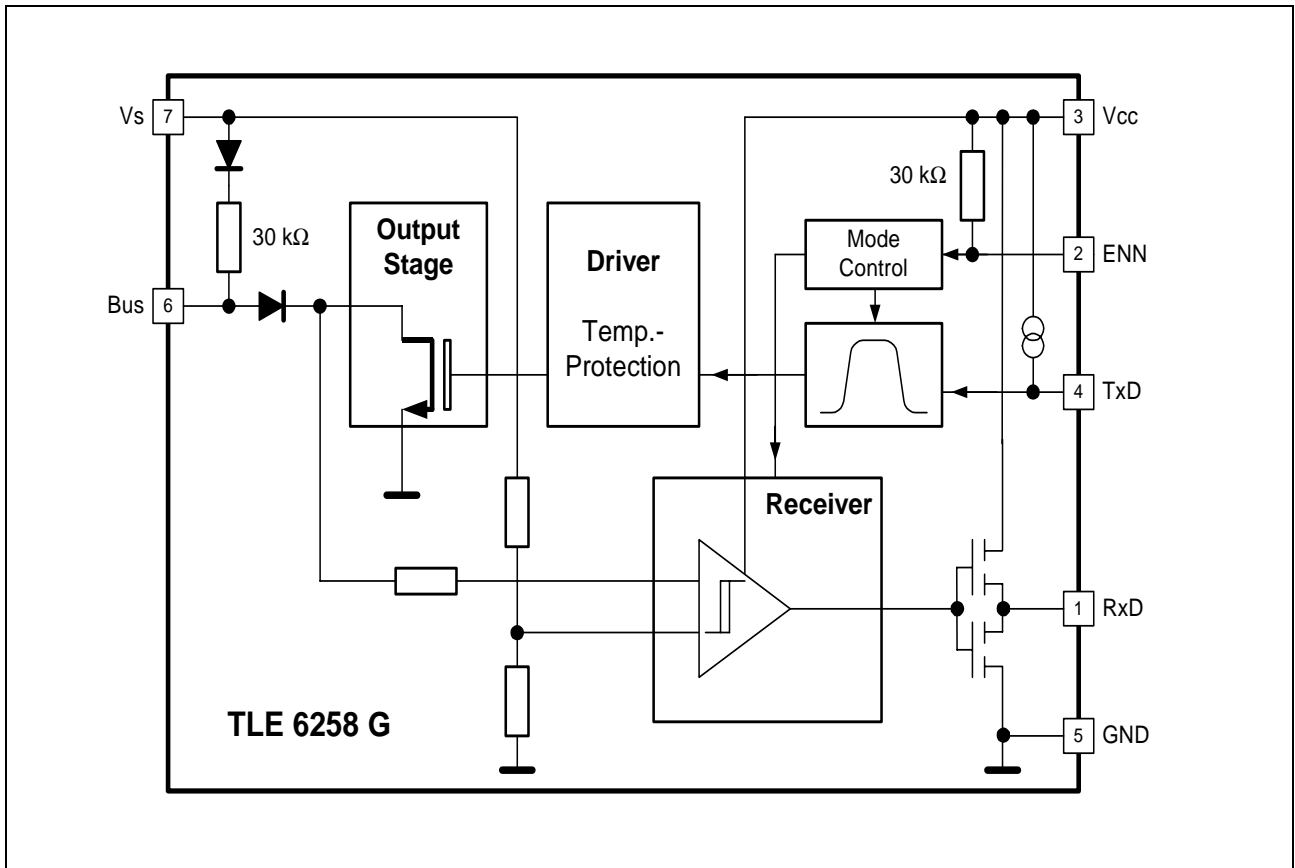 Vs
7
3
Vcc
30 kΩ
30 kΩ
Output
Stage
Driver
Temp.-
Protection
Mode
Control
2
ENN
Bus
6
4
TxD
Receiver
1
RxD
TLE 6258 G
5
GND